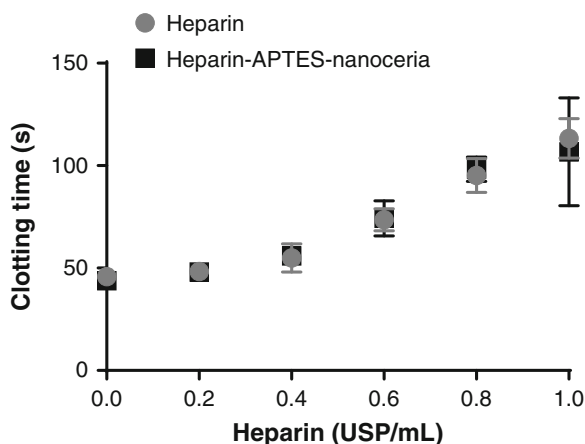 Heparin
Heparin-APTES-nanoceria
150
100
50
0
Clotting time (s)
0.0 0.2 0.4 0.6 0.8 1.0
Heparin (USP/mL)